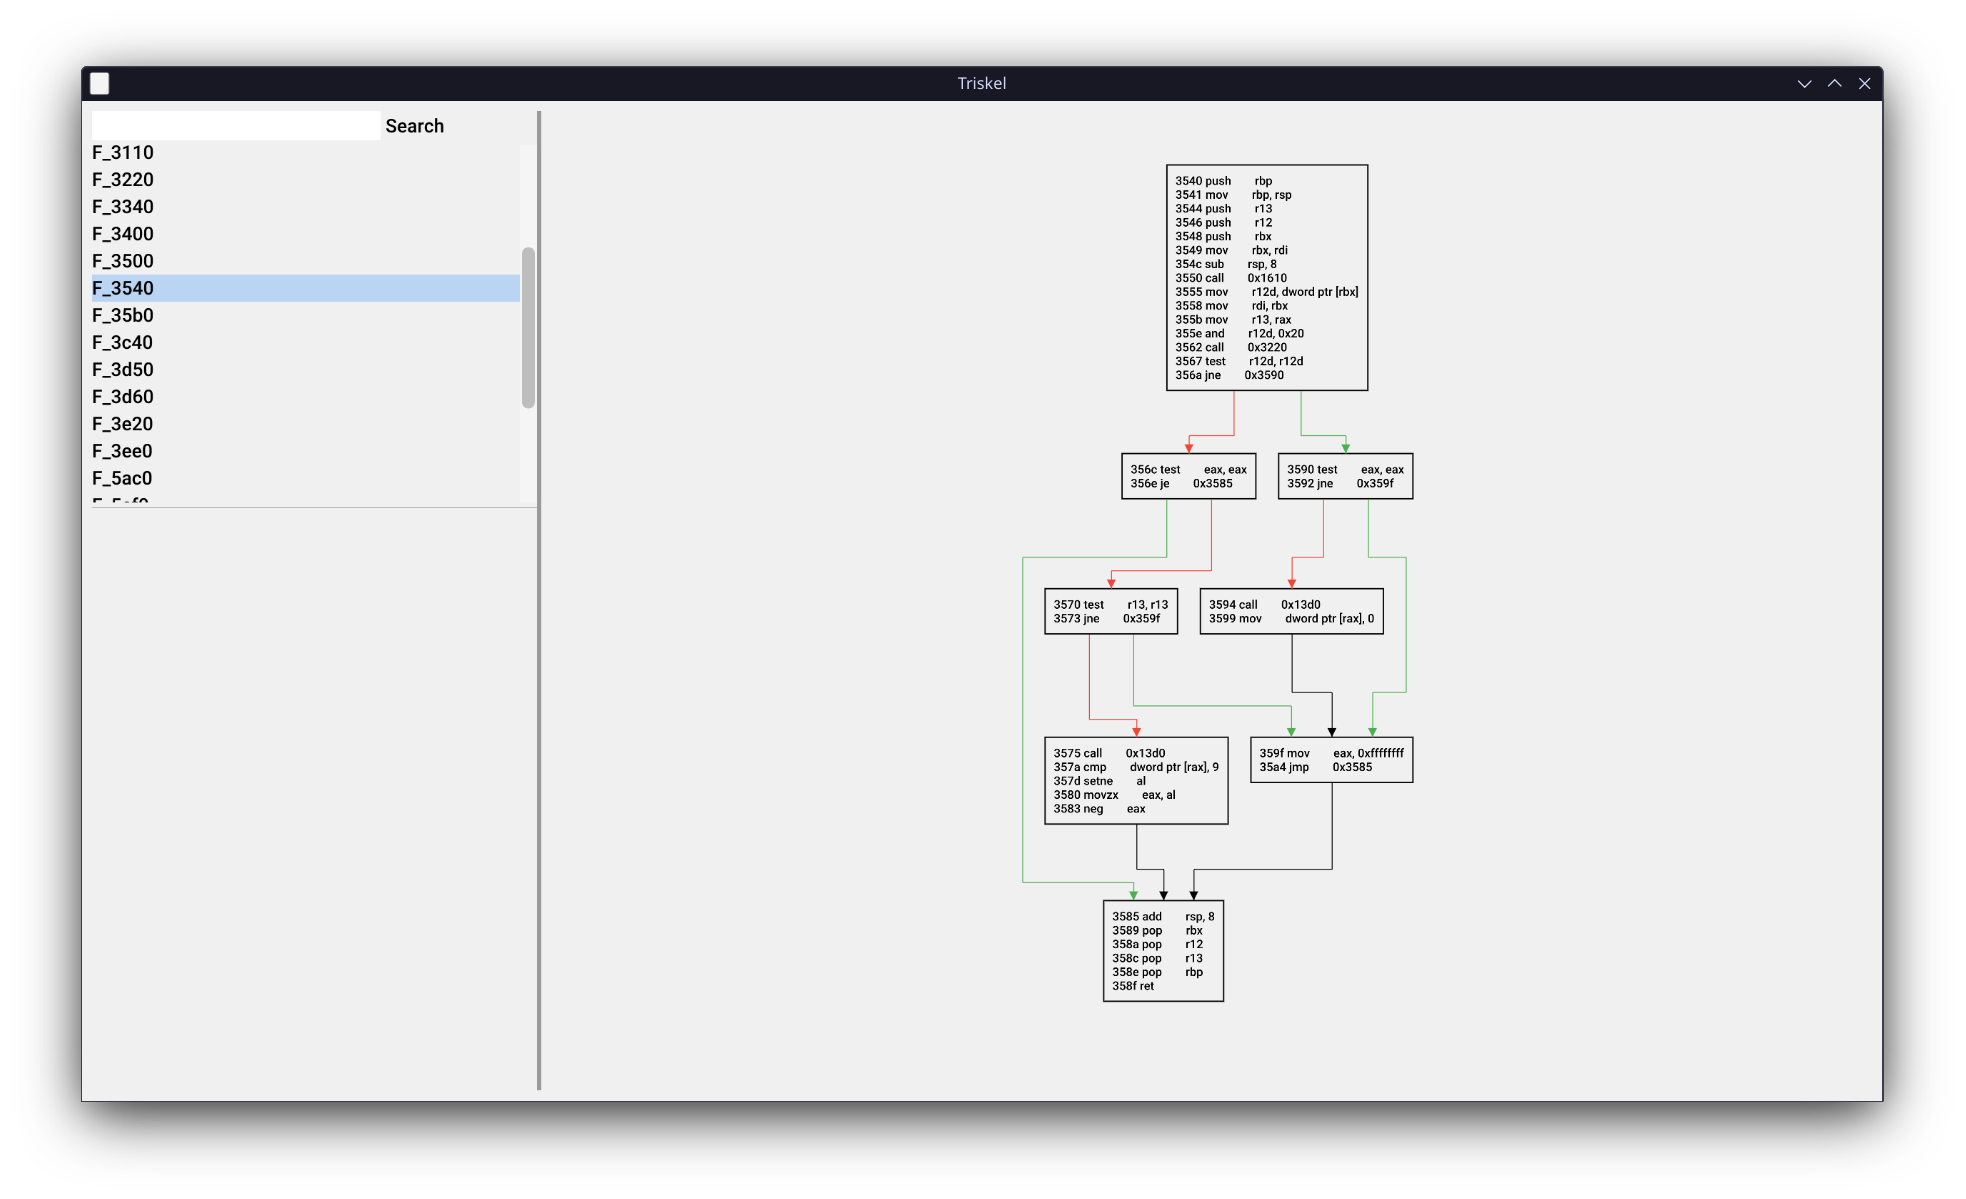 Triskel
Search
F_3110
F_3220
F_3340
F_3400
F_3500
F_3540
F_35b0
F_3c40
F_3d50
F_3d60
F_3e20
F_3ee0
F_5ac0
3540 push rbp
3541 mov rbp, rsp
3544 push r13
3546 push r12
3548 push rbx
3549 mov rbx, rdi
354c sub rsp, 8
3550 call 0x1610
3555 mov r12d, dword ptr [rbx]
3558 mov rdi, rbx
355b mov r13, rax
355e and r12d, 0x20
3562 call 0x3220
3567 test r12d, r12d
356a jne 0x3590
356c test eax, eax
356e je 0x3585
3590 test eax, eax
3592 jne 0x359f
3570 test r13, r13
3573 jne 0x359f
3594 call 0x13d0
3599 mov dword ptr [rax], 0
3575 call 0x13d0
357a cmp dword ptr [rax], 9
357d setne al
3580 movzx eax, al
3583 neg eax
359f mov eax, 0xffffffff
35a4 jmp 0x3585
3585 add rsp, 8
3589 pop rbx
358a pop r12
358c pop r13
358e pop rbp
358f ret